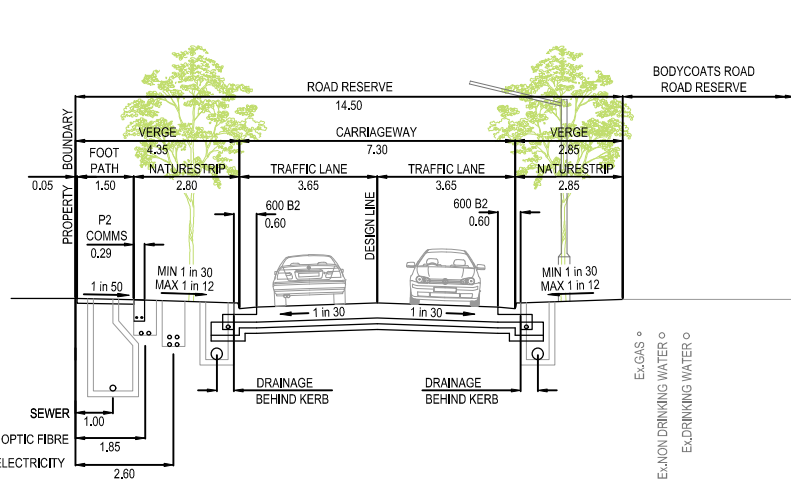 BODYCOATS ROAD
ROAD RESERVE
ROAD RESERVE
14.50
VERGE
4.35
CARRIAGEWAY
7.30
VERGE
2.85
PROPERTY BOUNDARY
FOOT
PATH
1.50
0.05
NATURESTRIP
2.80
TRAFFIC LANE
3.65
TRAFFIC LANE
3.65
NATURESTRIP
2.85
DESIGN LINE
P2
COMMS
0.29
600 B2
0.60
600 B2
0.60
1 in 50
MIN 1 in 30
MAX 1 in 12
1 in 30
1 in 30
MIN 1 in 30
MAX 1 in 12
DRAINAGE
BEHIND KERB
DRAINAGE
BEHIND KERB
SEWER
1.00
OPTIC FIBRE
1.85
ELECTRICITY
2.60
Ex.GAS
Ex.NON DRINKING WATER
Ex.DRINKING WATER